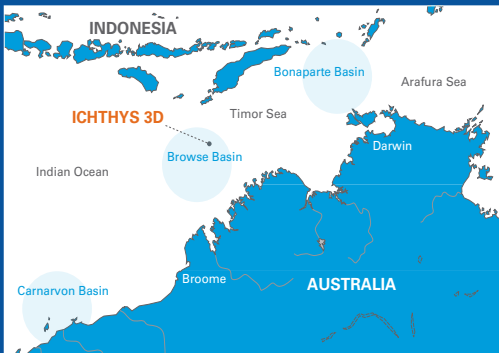 INDONESIA
Bonaparte Basin
Arafura Sea
ICHTHYS 3D
Timor Sea
Darwin
Browse Basin
Indian Ocean
Broome
AUSTRALIA
Carnarvon Basin